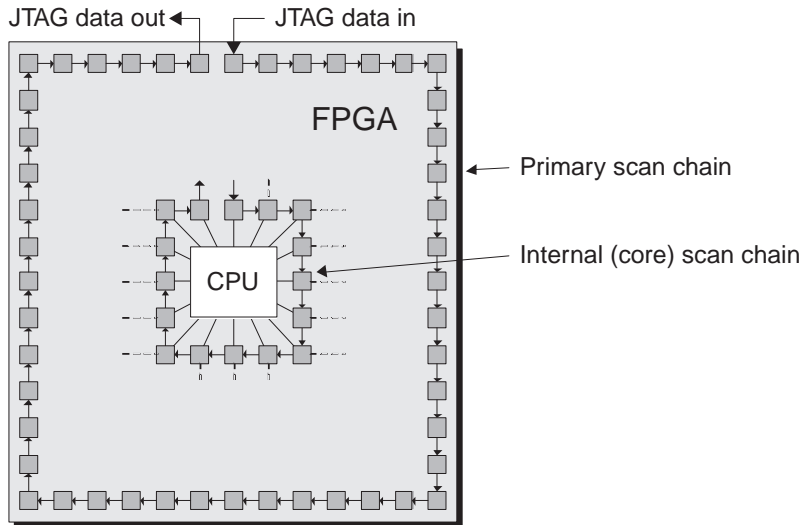 JTAG data out
JTAG data in
FPGA
Primary scan chain
Internal (core) scan chain
CPU